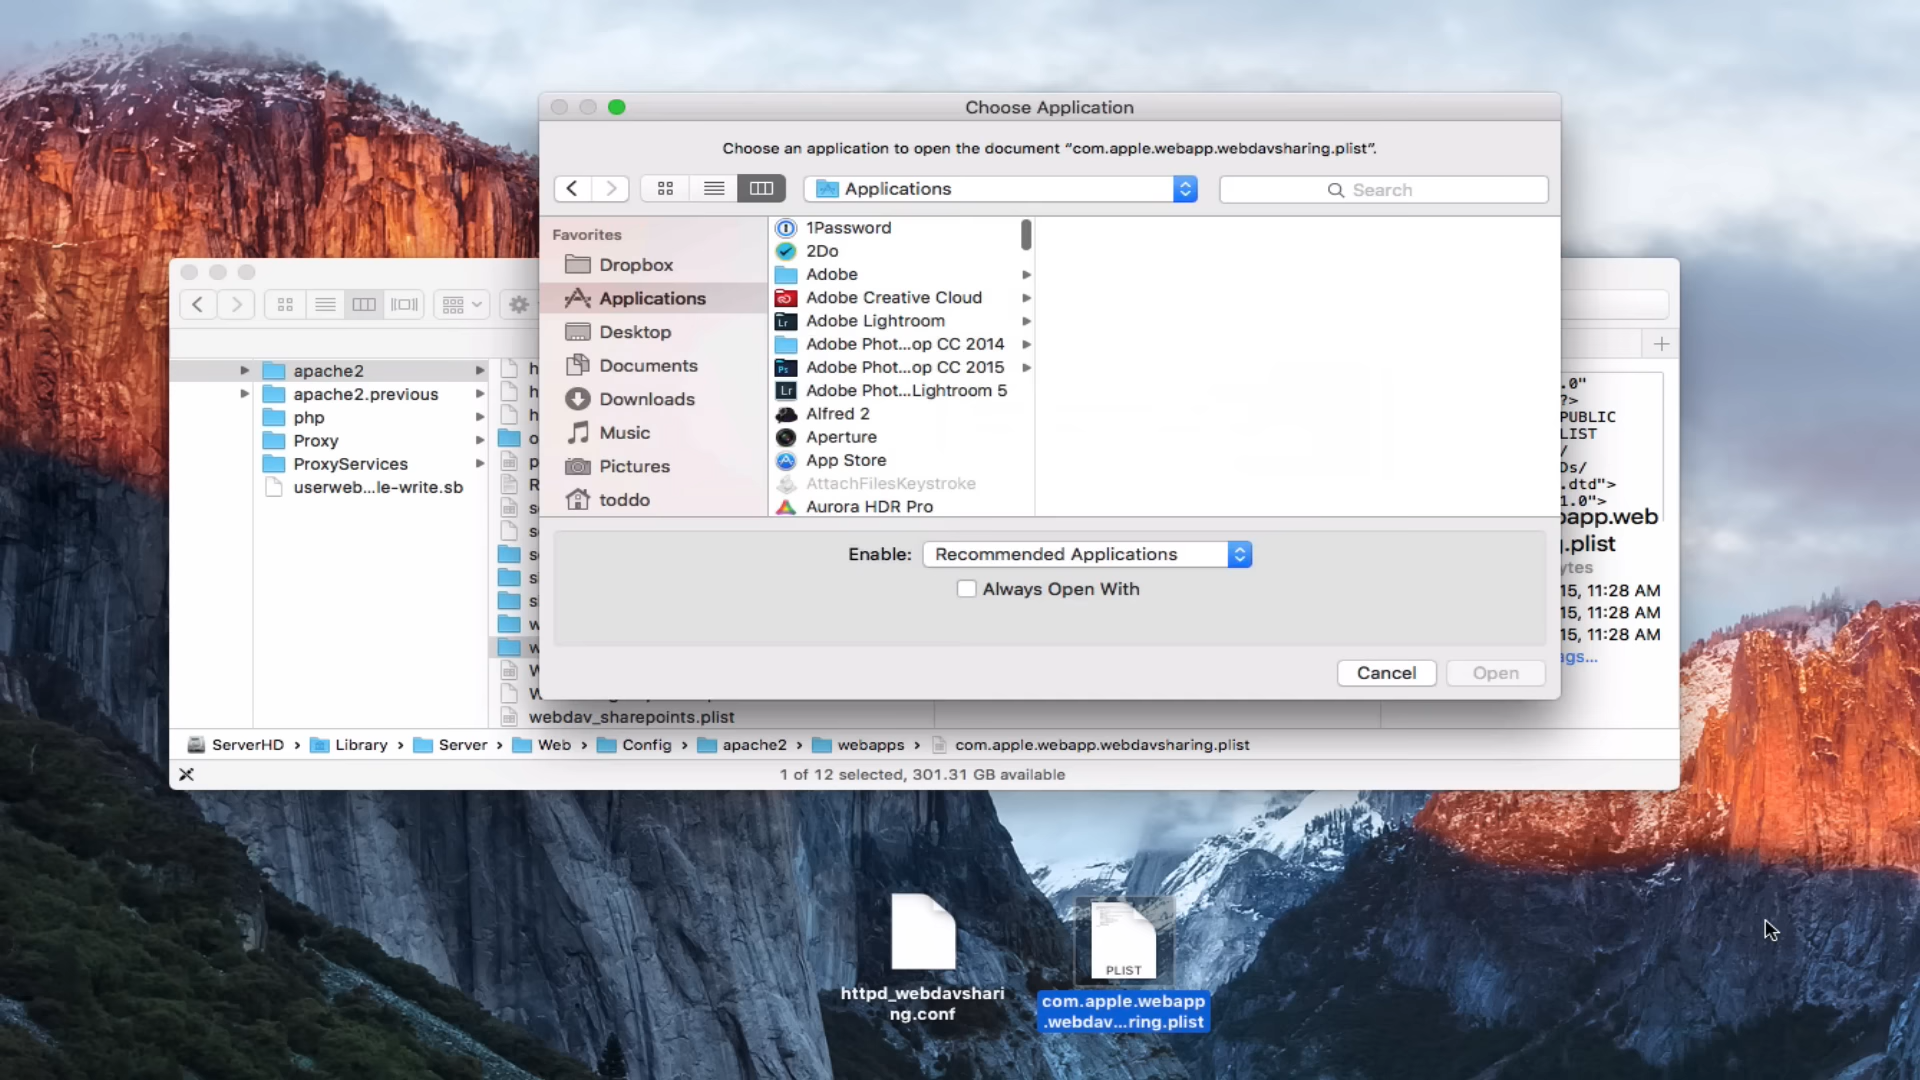 Choose Application
Choose an application to open the document “com.apple.webapp.webdavsharing.plist”.
Applications
Search
Favorites
Dropbox
Applications
Desktop
Documents
Downloads
Music
Pictures
toddo
1Password
2Do
Adobe
Adobe Creative Cloud
Adobe Lightroom
Adobe Phot...op CC 2014
Adobe Phot...op CC 2015
Adobe Phot...Lightroom 5
Alfred 2
Aperture
App Store
AttachFilesKeystroke
Aurora HDR Pro
Enable: Recommended Applications
Always Open With
Cancel
Open
apache2
apache2.previous
php
Proxy
ProxyServices
userweb...le-write.sb
webdav_sharepoints.plist
.0"
?>
PUBLIC
LIST
/
Ds/
.dtd">
1.0">
app.web
.plist
tes
15, 11:28 AM
15, 11:28 AM
15, 11:28 AM
ags...
ServerHD › Library › Server › Web › Config › apache2 › webapps › com.apple.webapp.webdavsharing.plist
1 of 12 selected, 301.31 GB available
PLIST
httpd_webdavshari
ng.conf
com.apple.webapp
.webdav...ring.plist